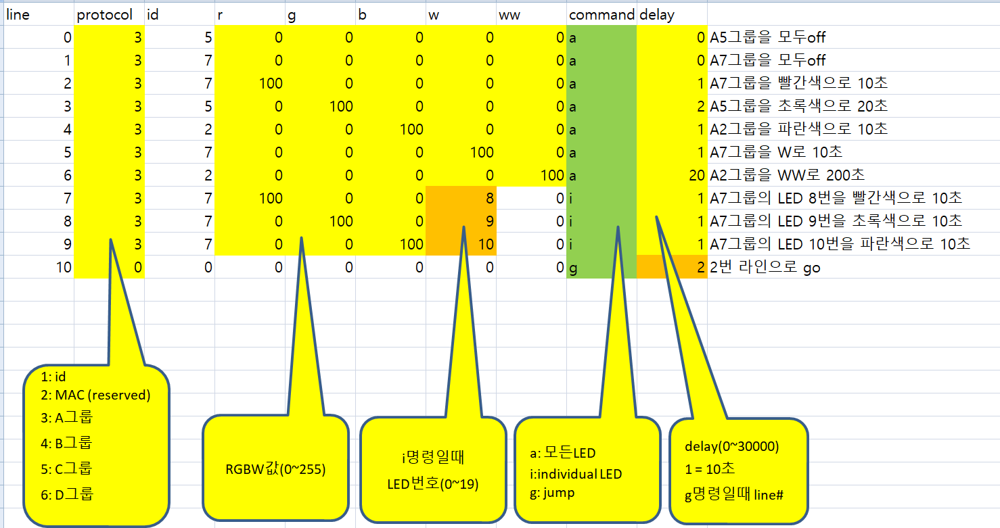 line protocol id r g b w ww command delay
0 3 5 0 0 0 0 0 a 0 A5그룹을 모두off
1 3 7 0 0 0 0 0 a 0 A7그룹을 모두off
2 3 7 100 0 0 0 0 a 1 A7그룹을 빨간색으로 10초
3 3 5 0 100 0 0 0 a 2 A5그룹을 초록색으로 20초
4 3 2 0 0 100 0 0 a 1 A2그룹을 파란색으로 10초
5 3 7 0 0 0 100 0 a 1 A7그룹을 W로 10초
6 3 2 0 0 0 0 100 a 20 A2그룹을 WW로 200초
7 3 7 100 0 0 8 0 i 1 A7그룹의 LED 8번을 빨간색으로 10초
8 3 7 0 100 0 9 0 i 1 A7그룹의 LED 9번을 초록색으로 10초
9 3 7 0 0 100 10 0 i 1 A7그룹의 LED 10번을 파란색으로 10초
10 0 0 0 0 0 0 0 g 2 2번 라인으로 go
1: id
2: MAC (reserved)
3: A그룹
4: B그룹
5: C그룹
6: D그룹
RGBW값(0~255)
i명령일때
LED번호(0~19)
a: 모든LED
i:individual LED
g: jump
delay(0~30000)
1 = 10초
g명령일때 line#